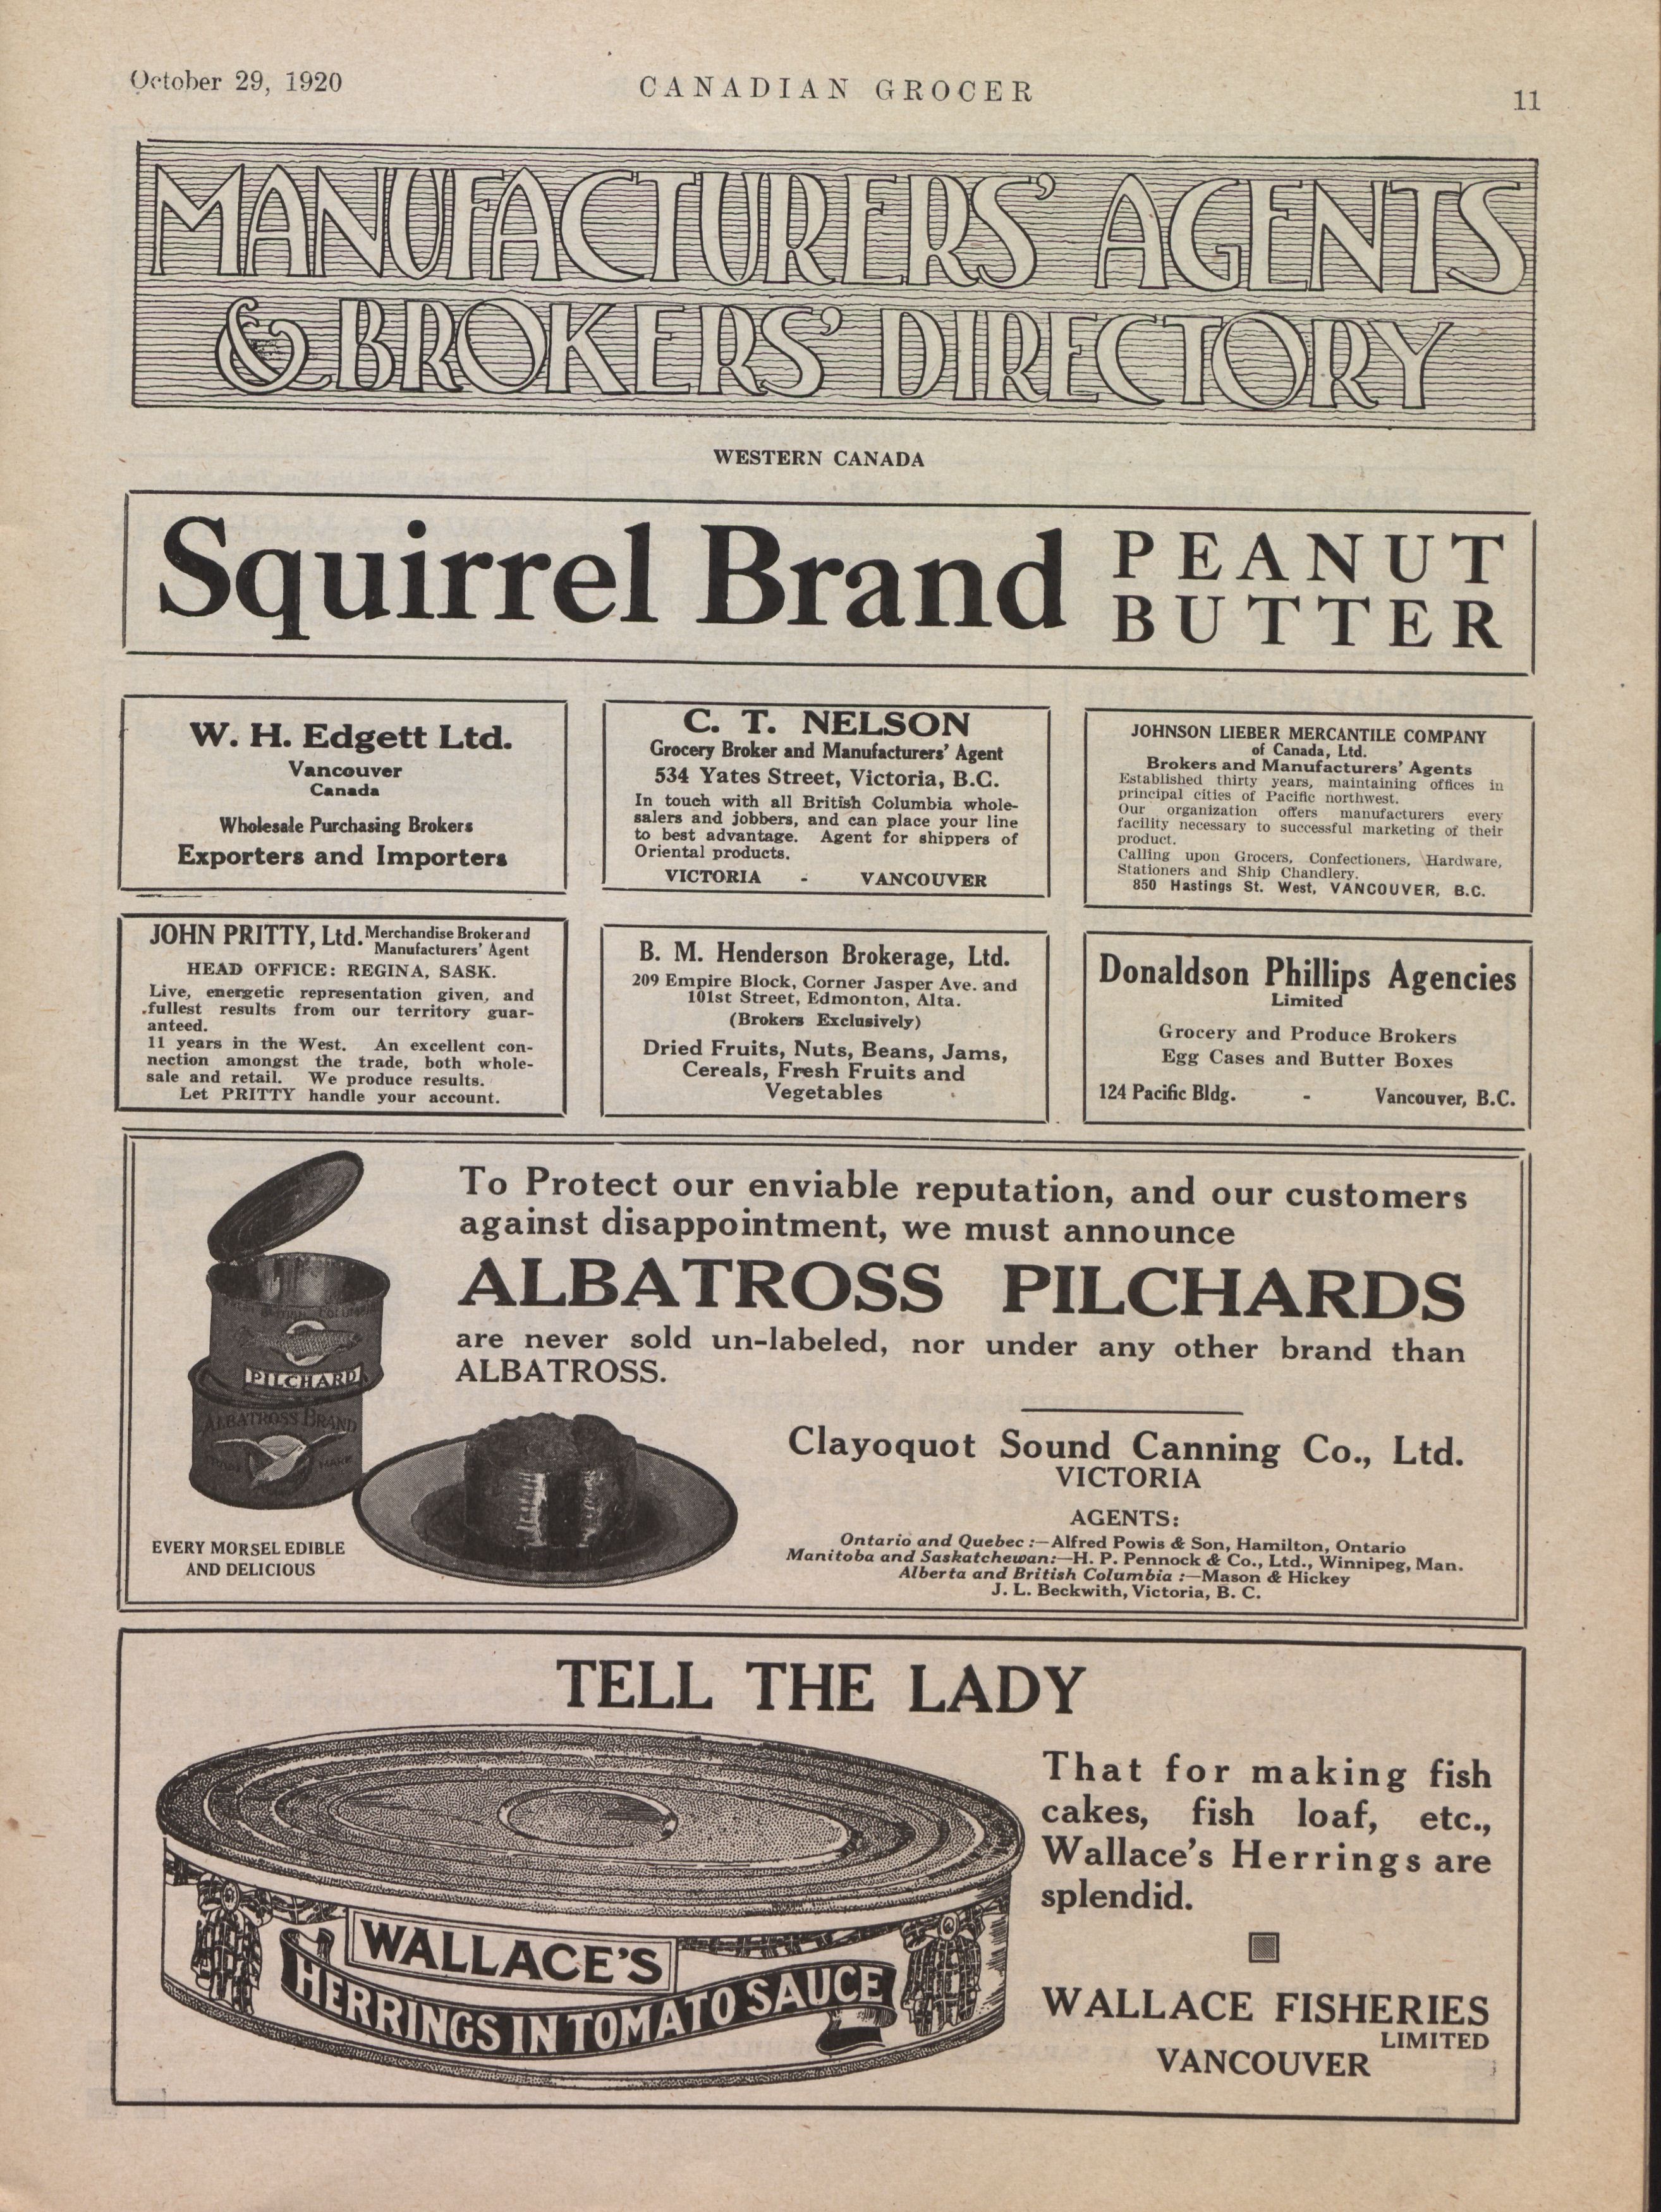 October 29, 1920
CANADIAN GROCER
11
MANUFACTURERS' AGENTS
& BROKERS' DIRECTORY
WESTERN CANADA
Squirrel Brand
PEANUT
BUTTER
W. H. Edgett Ltd.
Vancouver
Canada
Wholesale Purchasing Brokers
Exporters and Importers
C. T. NELSON
Grocery Broker and Manufacturers' Agent
534 Yates Street, Victoria, B.C.
In touch with all British Columbia whole-
salers and jobbers, and can place your line
to best advantage. Agent for shippers of
Oriental products.
VICTORIA - VANCOUVER
JOHNSON LIEBER MERCANTILE COMPANY
of Canada, Ltd.
Brokers and Manufacturers' Agents
Established thirty years, maintaining offices in
principal cities of Pacific northwest.
Our organization offers manufacturers every
facility necessary to successful marketing of their
product.
Calling upon Grocers, Confectioners, Hardware,
Stationers and Ship Chandlery.
850 Hastings St. West, VANCOUVER, B.C.
JOHN PRITTY, Ltd. Merchandise Broker and
Manufacturers' Agent
HEAD OFFICE: REGINA, SASK.
Live, energetic representation given, and
fullest results from our territory guar-
anteed.
11 years in the West. An excellent con-
nection amongst the trade, both whole-
sale and retail. We produce results.
Let PRITTY handle your account.
B. M. Henderson Brokerage, Ltd.
209 Empire Block, Corner Jasper Ave. and
101st Street, Edmonton, Alta.
(Brokers Exclusively)
Dried Fruits, Nuts, Beans, Jams,
Cereals, Fresh Fruits and
Vegetables
Donaldson Phillips Agencies
Limited
Grocery and Produce Brokers
Egg Cases and Butter Boxes
124 Pacific Bldg. - Vancouver, B.C.
To Protect our enviable reputation, and our customers
against disappointment, we must announce
ALBATROSS PILCHARDS
are never sold un-labeled, nor under any other brand than
ALBATROSS.
PILCHARD
ALBATROSS BRAND
MARK
EVERY MORSEL EDIBLE
AND DELICIOUS
Clayoquot Sound Canning Co., Ltd.
VICTORIA
AGENTS:
Ontario and Quebec :—Alfred Powis & Son, Hamilton, Ontario
Manitoba and Saskatchewan:—H. P. Pennock & Co., Ltd., Winnipeg, Man.
Alberta and British Columbia :—Mason & Hickey
J. L. Beckwith, Victoria, B. C.
TELL THE LADY
WALLACE'S
HERRINGS IN TOMATO SAUCE
That for making fish
cakes, fish loaf, etc.,
Wallace's Herrings are
splendid.
WALLACE FISHERIES
LIMITED
VANCOUVER